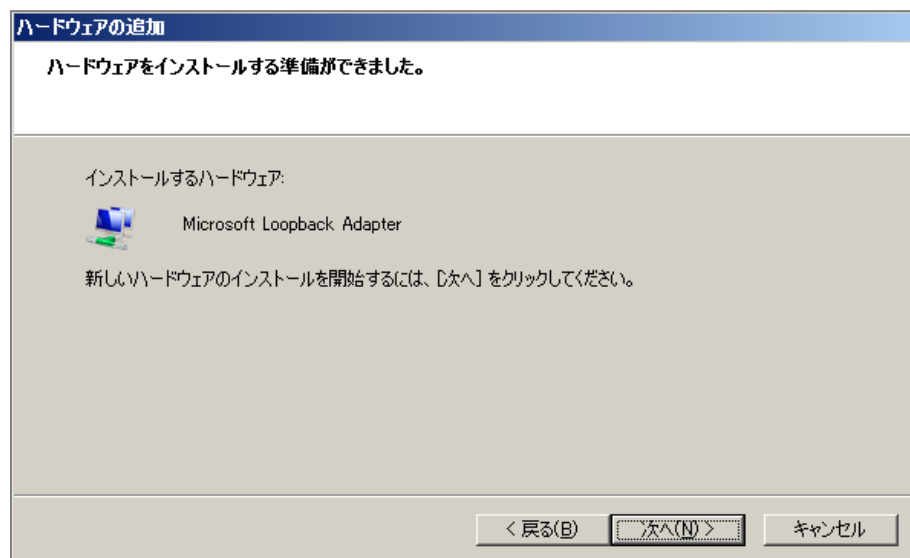 ハードウェアの追加
ハードウェアをインストールする準備ができました。
インストールするハードウェア:
Microsoft Loopback Adapter
新しいハードウェアのインストールを開始するには、[次へ] をクリックしてください。
< 戻る(B)
次へ(N) >
キャンセル